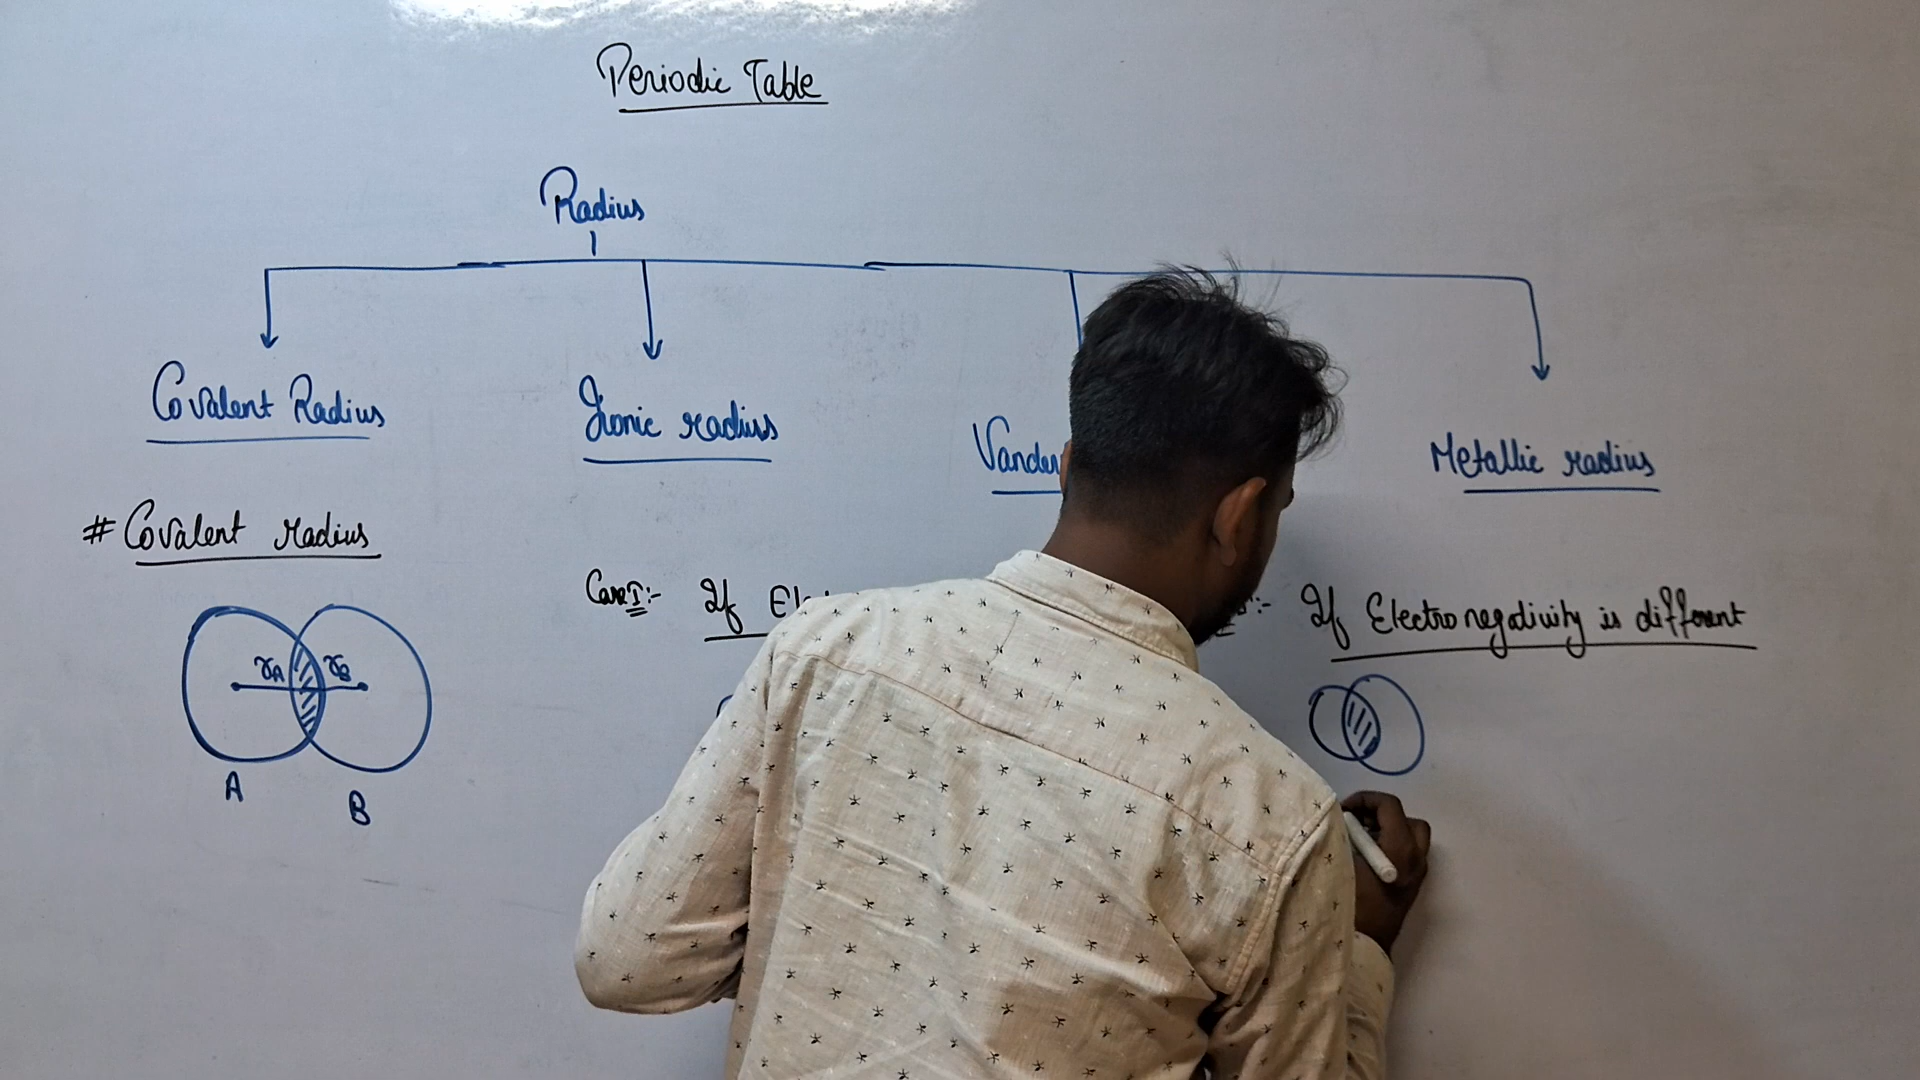 Periodic Table
Radius
Covalent Radius
Ionic radius
Metallic radius
# Covalent radius
Case I:- If
If Electronegativity is different
rA rB
A
B